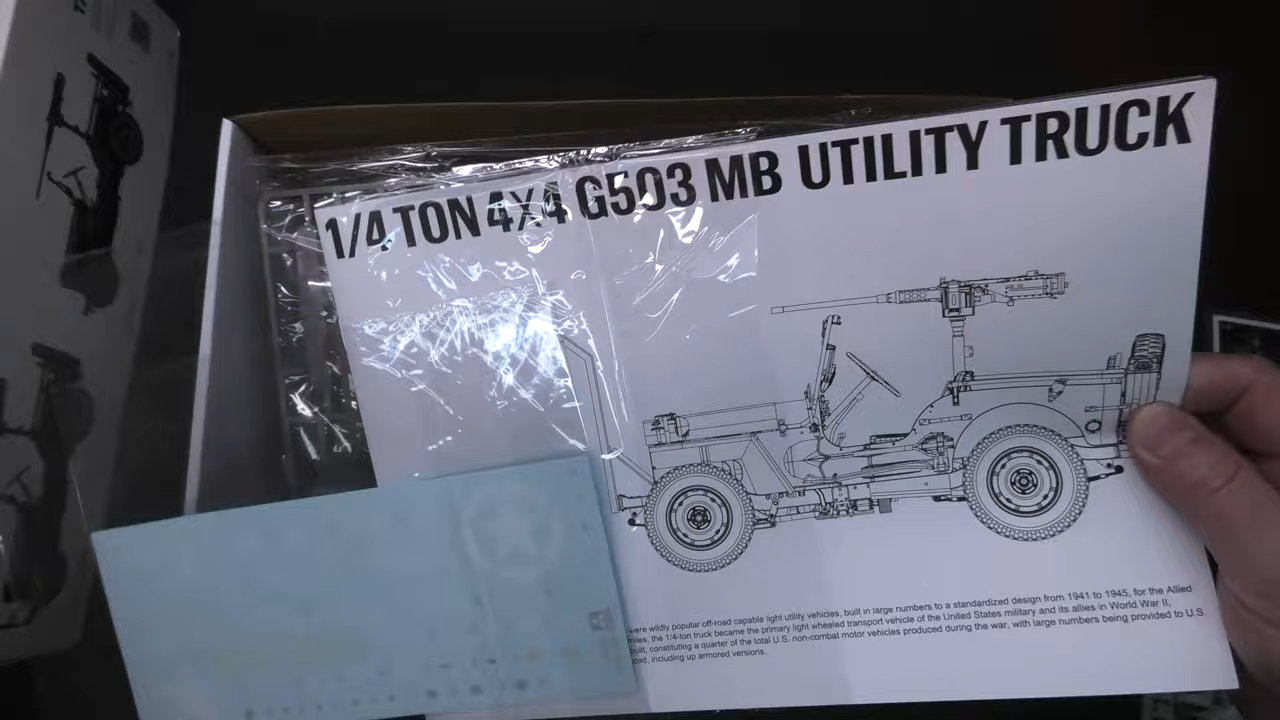 1/4 TON 4X4 G503 MB UTILITY TRUCK
were wildly popular off-road capable light utility vehicles, built in large numbers to a standardized design from 1941 to 1945, for the Allied
the 1/4-ton truck became the primary light wheeled transport vehicle of the United States military and its allies in World War II,
built, constituting a quarter of the total U.S. non-combat motor vehicles produced during the war, with large numbers being provided to U.S
including up armored versions.